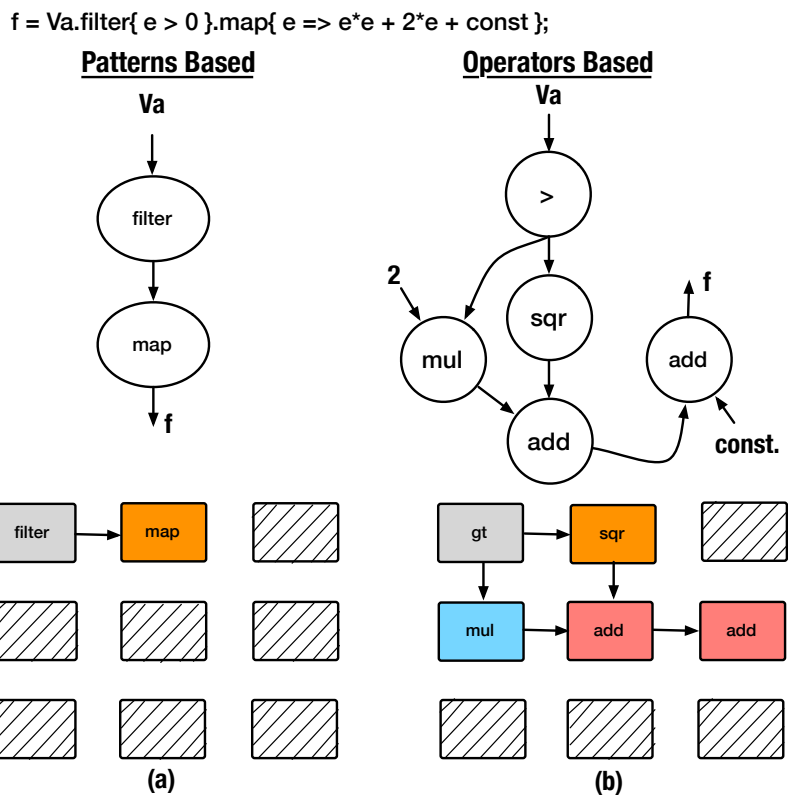 f = Va.filter{ e > 0 }.map{ e => e*e + 2*e + const };
Patterns Based
Va
filter
map
f
Operators Based
Va
>
2
sqr
mul
add
add
f
const.
filter
map
gt
sqr
mul
add
add
(a)
(b)